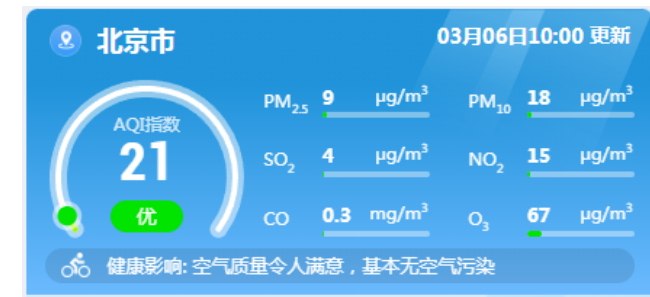 北京市
03月06日10:00 更新
AQI指数
21
优
PM2.5 9 μg/m³
PM10 18 μg/m³
SO2 4 μg/m³
NO2 15 μg/m³
CO 0.3 mg/m³
O3 67 μg/m³
健康影响: 空气质量令人满意，基本无空气污染